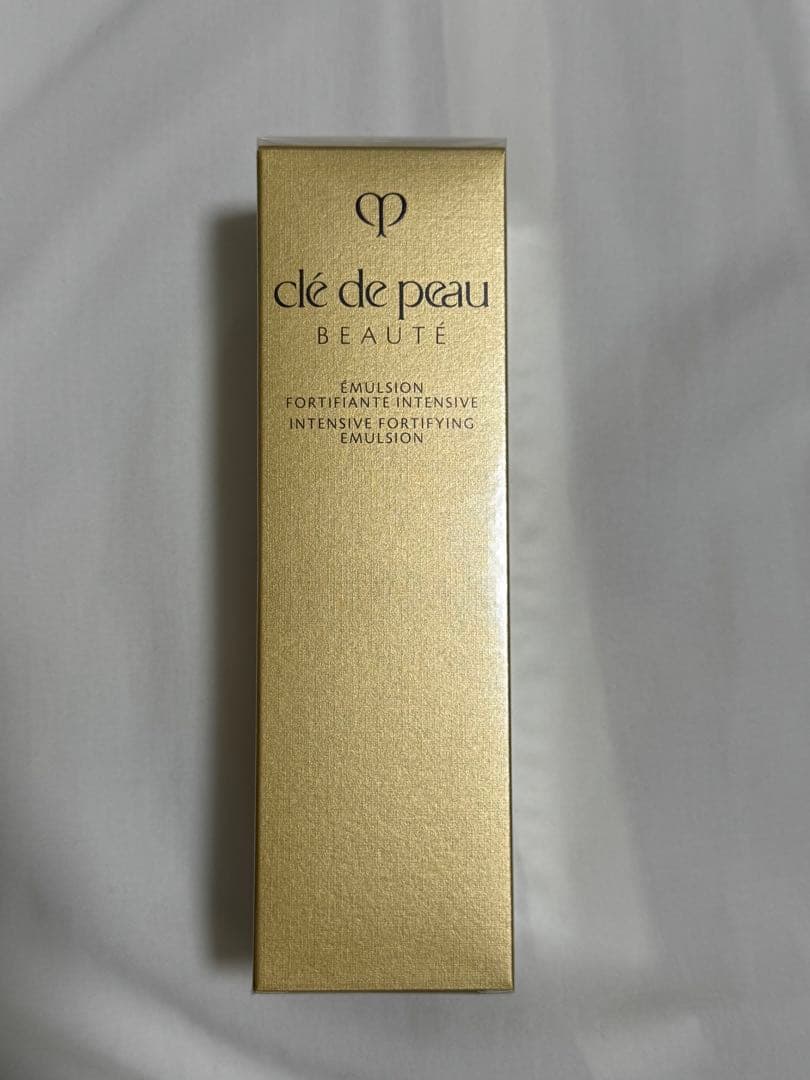 clé de peau
BEAUTÉ
ÉMULSION
FORTIFIANTE INTENSIVE
INTENSIVE FORTIFYING
EMULSION